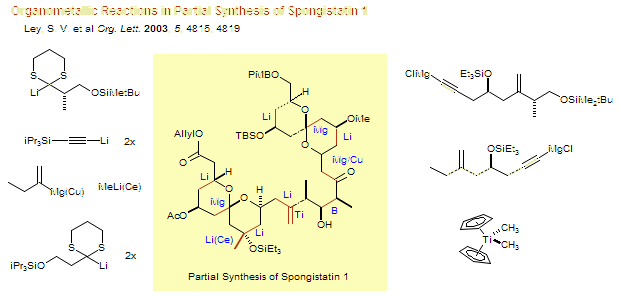 Organometallic Reactions in Partial Synthesis of Spongistatin 1
Ley, S. V. et al Org. Lett. 2003, 5, 4815, 4819
S S
Li
OSiMe2tBu
iPr3Si Li 2x
Mg(Cu) MeLi(Ce)
S S
iPr3SiO Li 2x
PMBO
H
O
Li
OMe
TBSO Mg Li
O
Mg/Cu
AllylO
O
O
Li H
O H
Mg O Li
AcO
Ti B
OH
Li(Ce) Li
OSiEt3
Partial Synthesis of Spongistatin 1
ClMg Et3SiO
OSiMe2tBu
OSiEt3 MgCl
Ti CH3
CH3